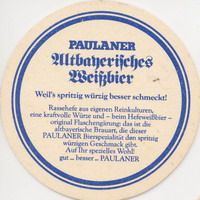 PAULANER
Altbayerisches
Weißbier
Weil's spritzig würzig besser schmeckt!
Rassehefe aus eigenen Reinkulturen,
eine kraftvolle Würze und - beim Hefeweißbier -
original Flaschengärung: das ist die
altbayerische Brauart, die dieser
PAULANER Bierspezialität den spritzig
würzigen Geschmack gibt.
Auf Ihr spezielles Wohl!
gut ... besser ... PAULANER